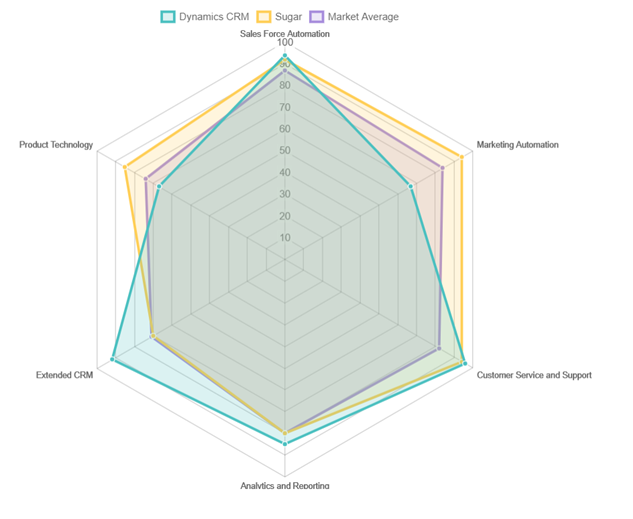 Dynamics CRM Sugar Market Average
Sales Force Automation
100
90
80
70
60
50
40
30
20
10
Product Technology
Marketing Automation
Extended CRM
Customer Service and Support
Analytics and Reporting